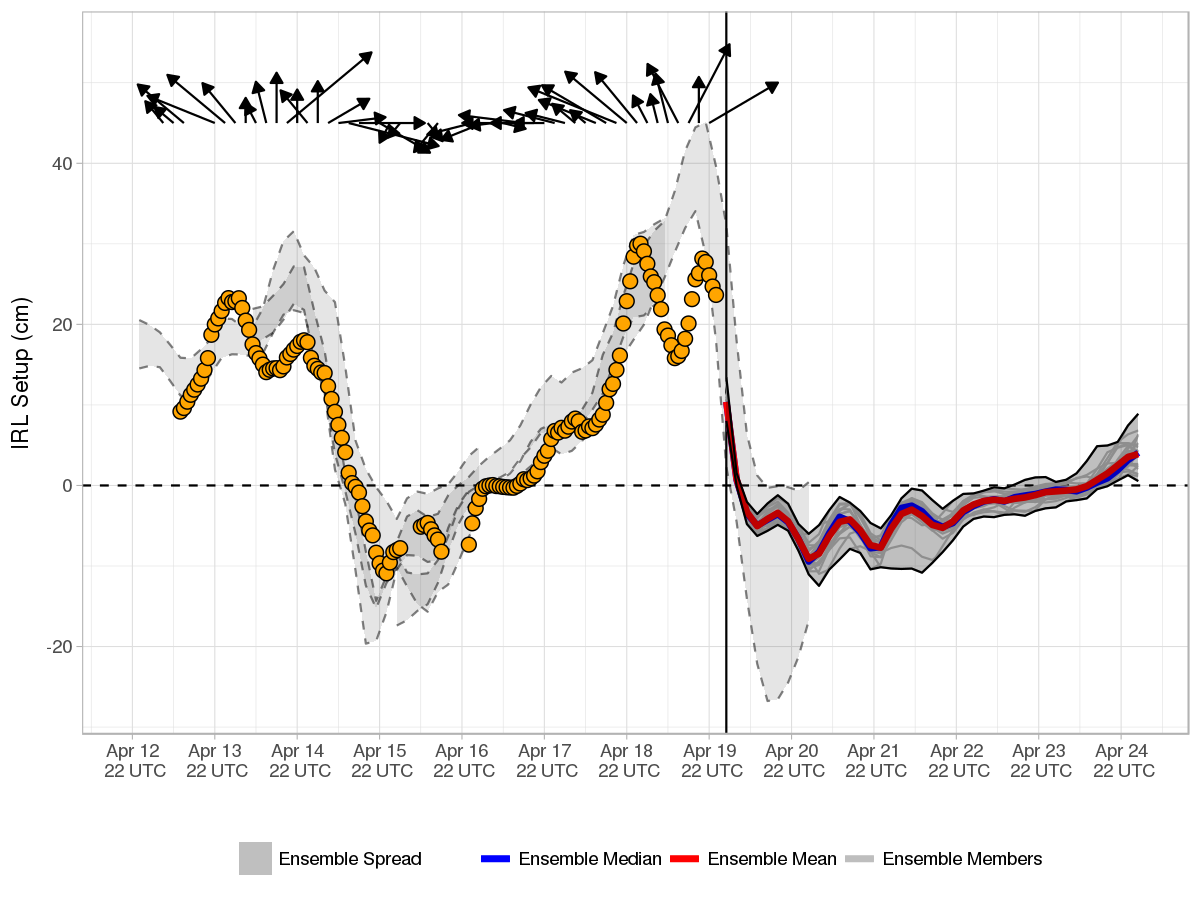 IRL Setup (cm)
40
20
0
-20
Apr 12 Apr 13 Apr 14 Apr 15 Apr 16 Apr 17 Apr 18 Apr 19 Apr 20 Apr 21 Apr 22 Apr 23 Apr 24
22 UTC 22 UTC 22 UTC 22 UTC 22 UTC 22 UTC 22 UTC 22 UTC 22 UTC 22 UTC 22 UTC 22 UTC 22 UTC
Ensemble Spread Ensemble Median Ensemble Mean Ensemble Members